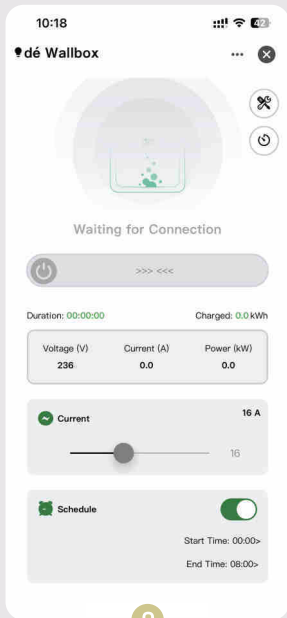 10:18
42
dé Wallbox
Waiting for Connection
>>> <<<
Duration: 00:00:00 Charged: 0.0 kWh
Voltage (V) Current (A) Power (kW)
236 0.0 0.0
Current 16 A
16
Schedule
Start Time: 00:00>
End Time: 08:00>